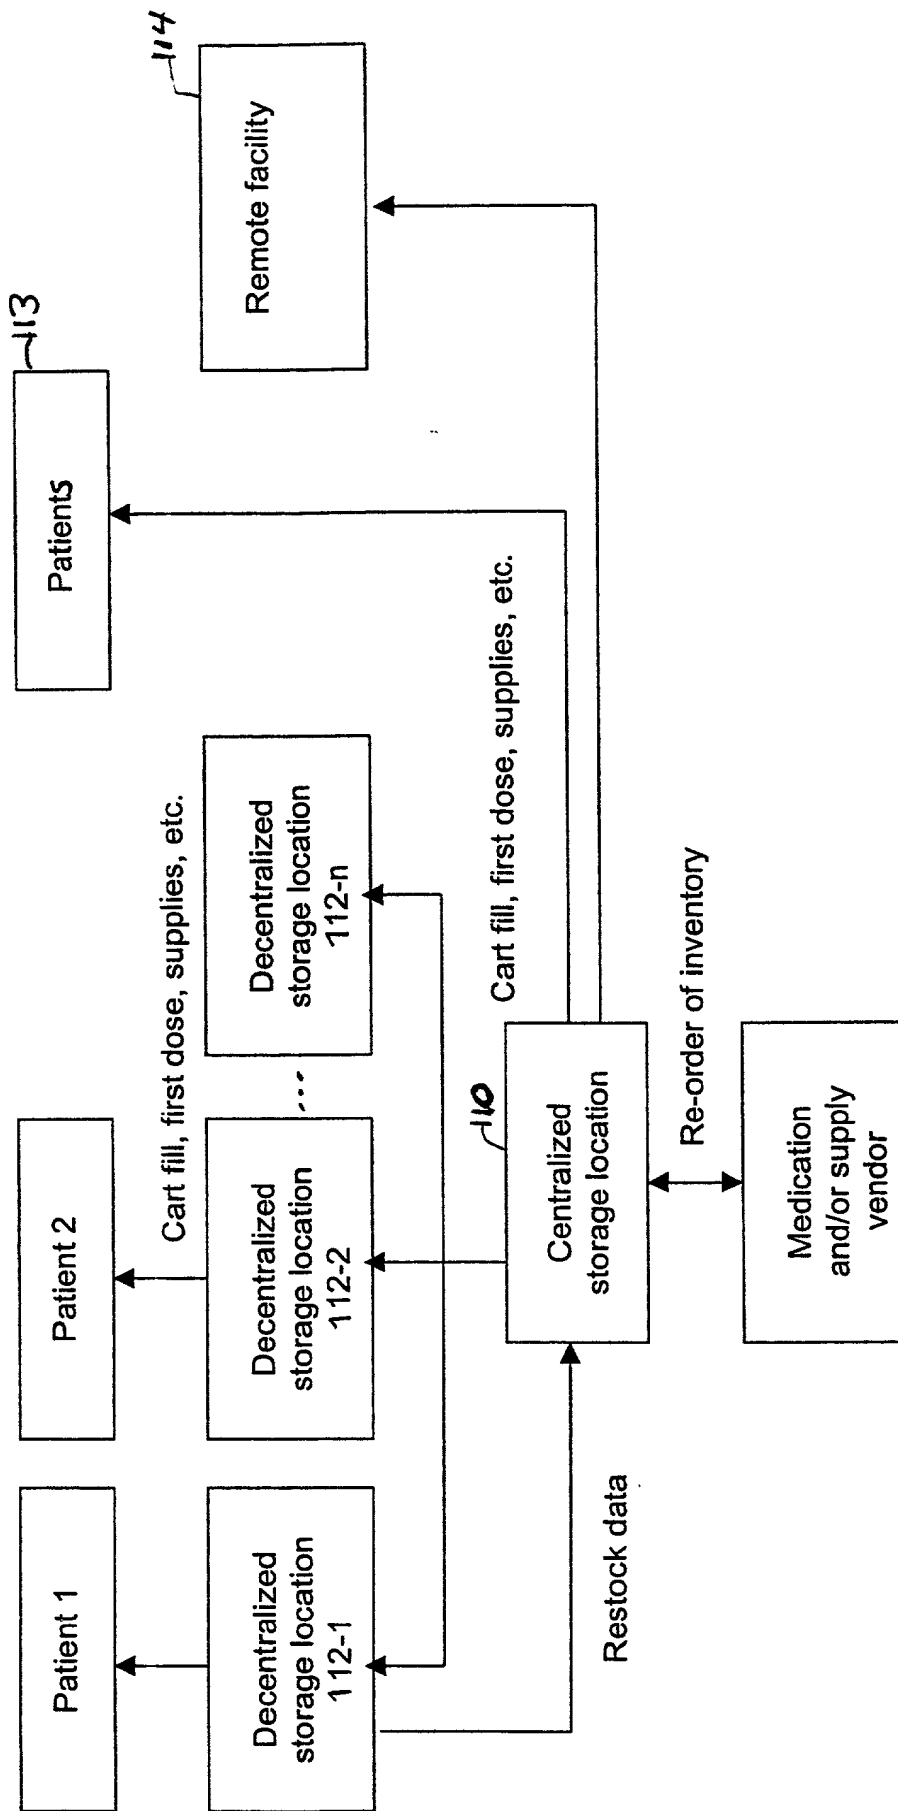 Patient 1
Patient 2
Patients
113
Cart fill, first dose, supplies, etc.
Decentralized
storage location
112-1
Decentralized
storage location
112-2
...
Decentralized
storage location
112-n
Remote facility
114
Cart fill, first dose, supplies, etc.
Restock data
110
Centralized
storage location
Re-order of inventory
Medication
and/or supply
vendor